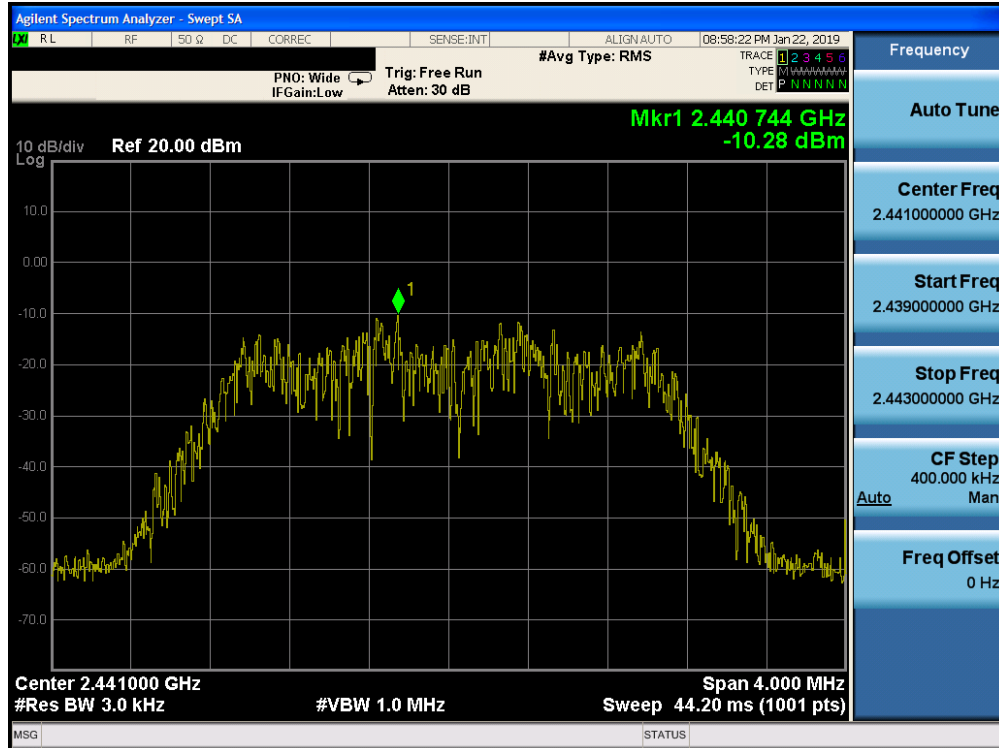 Agilent Spectrum Analyzer - Swept SA
LXI RL RF 50 Ω DC CORREC SENSE:INT ALIGN AUTO 08:58:22 PM Jan 22, 2019
Frequency
#Avg Type: RMS
TRACE 1 2 3 4 5 6
TYPE M WWWWW
DET P N N N N N
PNO: Wide
IFGain:Low
Trig: Free Run
Atten: 30 dB
Auto Tune
Mkr1 2.440 744 GHz
-10.28 dBm
10 dB/div
Log
Ref 20.00 dBm
1
10.0
0.00
-10.0
-20.0
-30.0
-40.0
-50.0
-60.0
-70.0
Center Freq
2.441000000 GHz
Start Freq
2.439000000 GHz
Stop Freq
2.443000000 GHz
CF Step
400.000 kHz
Auto Man
Freq Offset
0 Hz
Center 2.441000 GHz
Span 4.000 MHz
#Res BW 3.0 kHz
#VBW 1.0 MHz
Sweep 44.20 ms (1001 pts)
MSG
STATUS